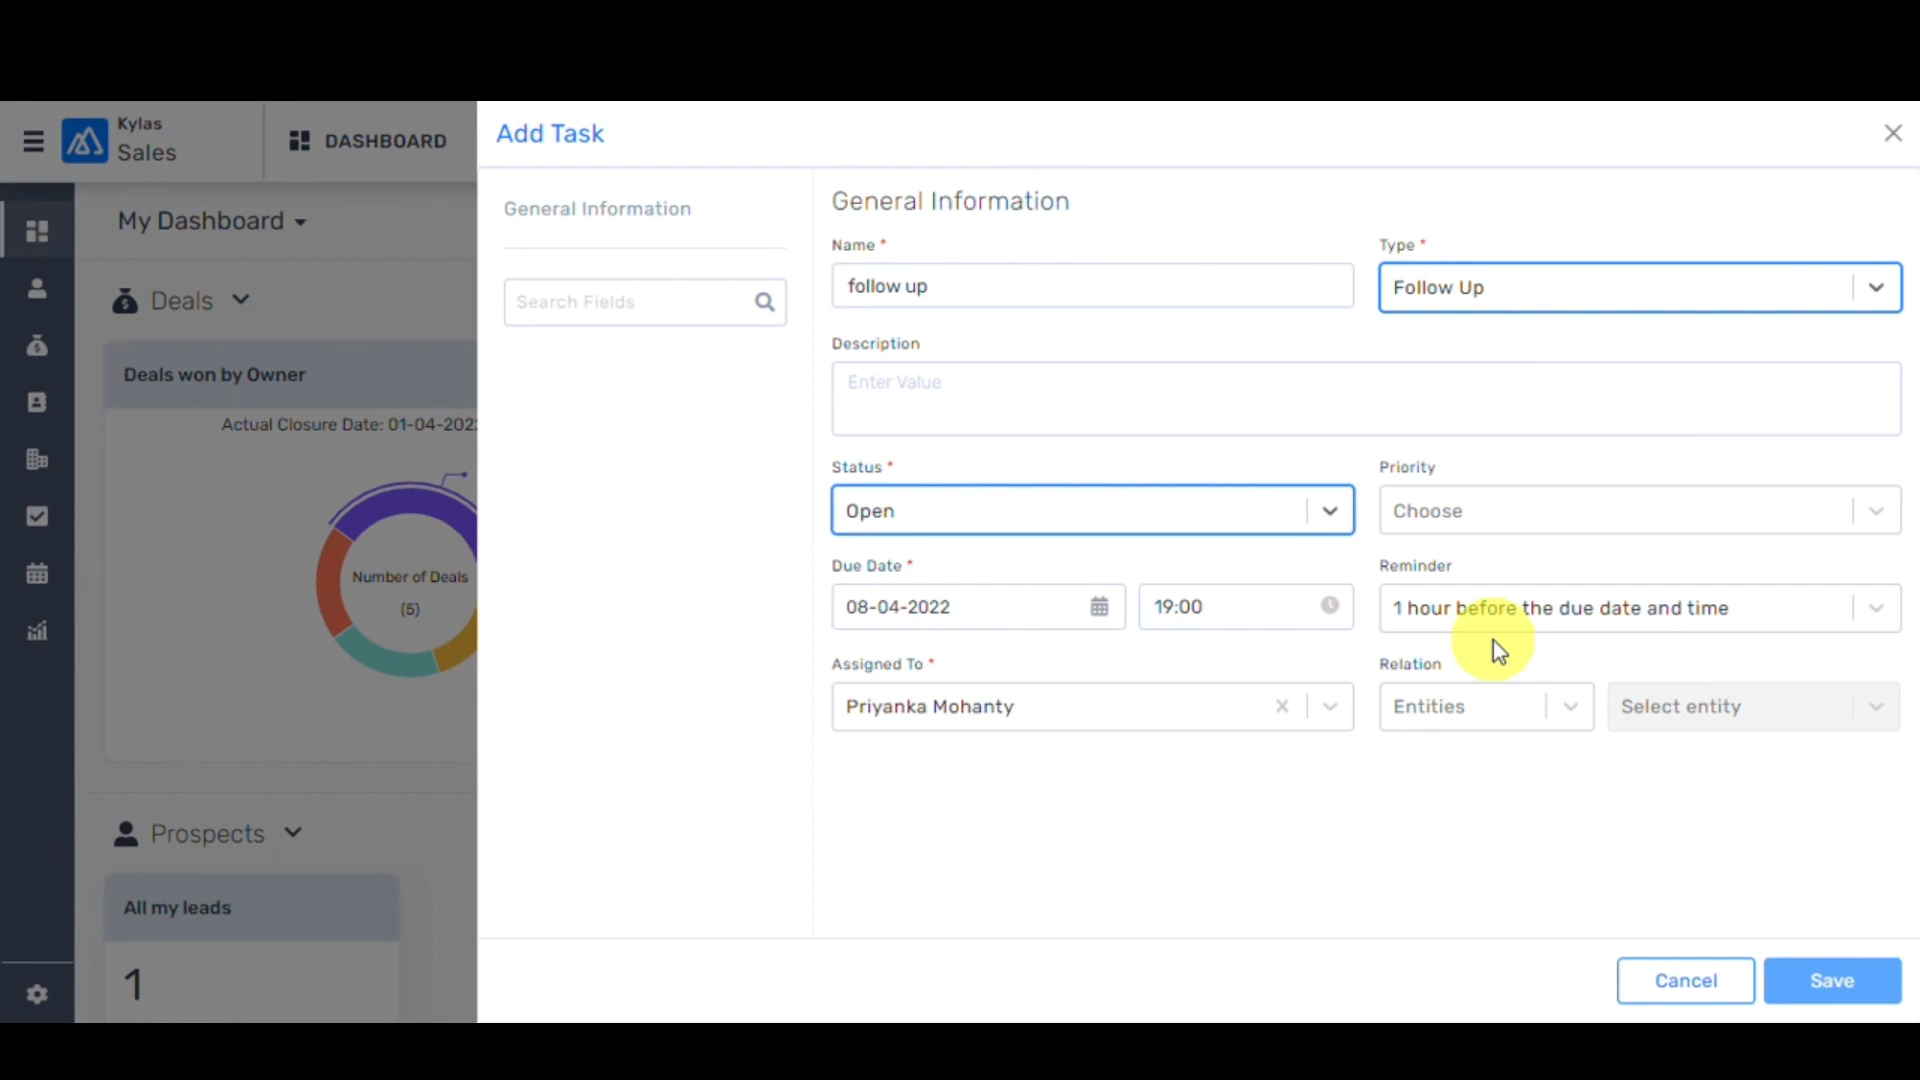 Kylas
Sales
DASHBOARD
Add Task
My Dashboard
Deals
Deals won by Owner
Actual Closure Date: 01-04-2022
Number of Deals
(5)
Prospects
All my leads
1
General Information
Search Fields
General Information
Name *
Type *
follow up
Follow Up
Description
Enter Value
Status *
Priority
Open
Choose
Due Date *
Reminder
08-04-2022
19:00
1 hour before the due date and time
Assigned To *
Relation
Priyanka Mohanty
Entities
Select entity
Cancel
Save